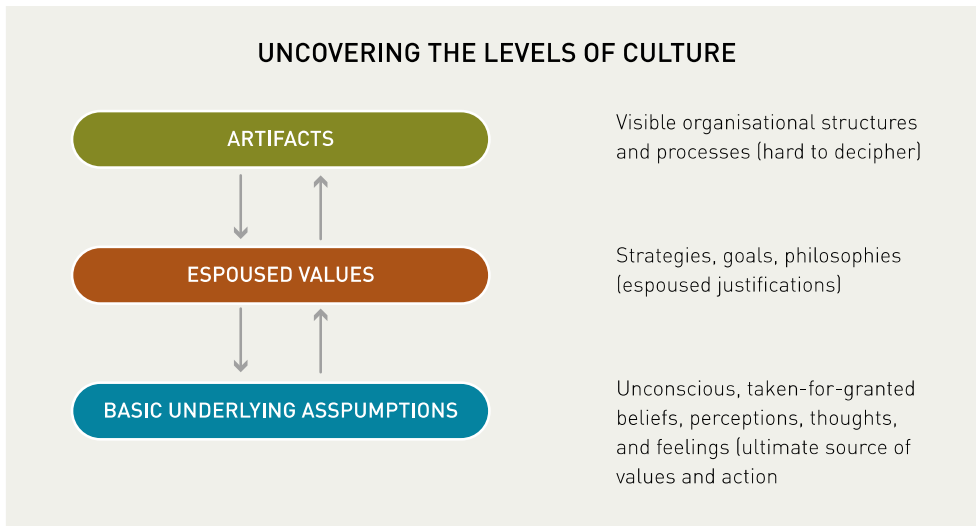 UNCOVERING THE LEVELS OF CULTURE
ARTIFACTS
Visible organisational structures
and processes (hard to decipher)
ESPOUSED VALUES
Strategies, goals, philosophies
(espoused justifications)
BASIC UNDERLYING ASSPUMPTIONS
Unconscious, taken-for-granted
beliefs, perceptions, thoughts,
and feelings (ultimate source of
values and action